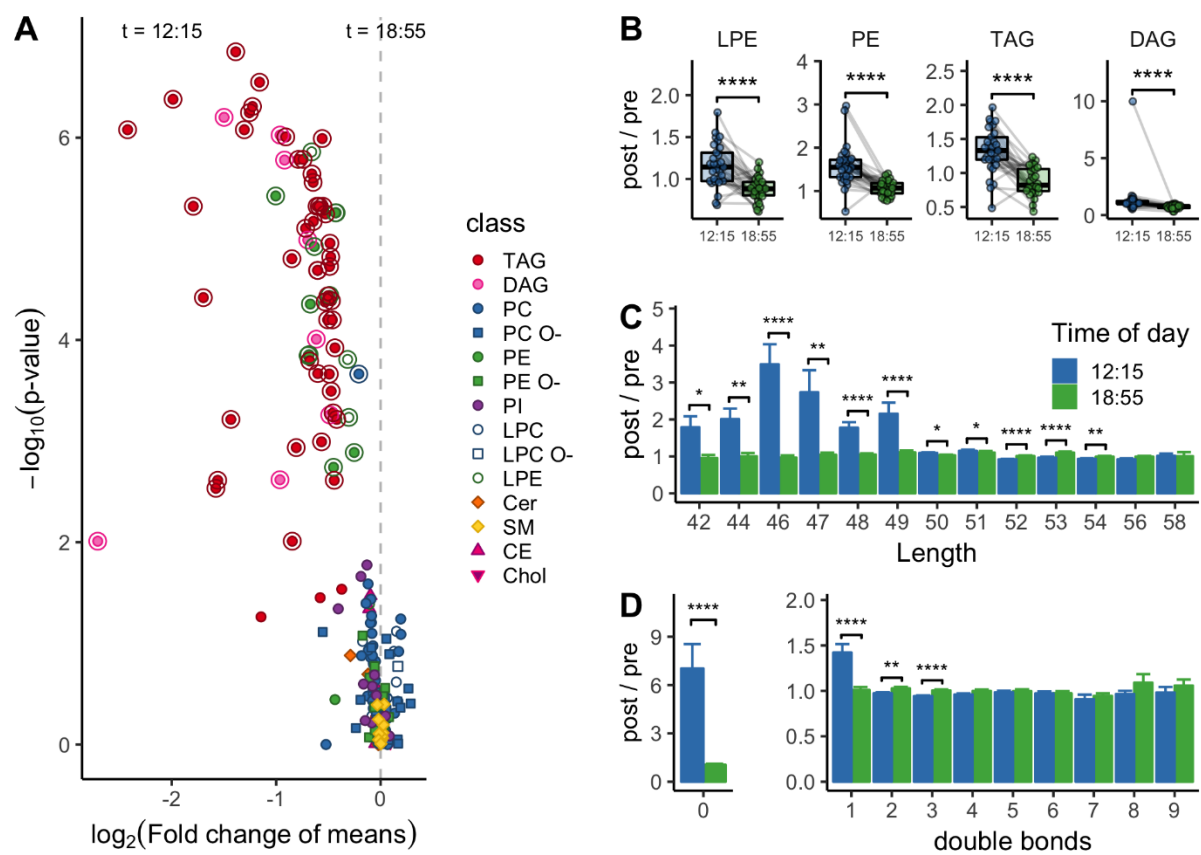 A
t = 12:15
t = 18:55
−log10(p-value)
6
4
2
0
-2
-1
0
log2(Fold change of means)
class
TAG
DAG
PC
PC O-
PE
PE O-
PI
LPC
LPC O-
LPE
Cer
SM
CE
Chol
B
LPE
PE
TAG
DAG
post / pre
2.0
1.5
1.0
****
12:15 18:55
4
3
2
1
0
****
12:15 18:55
2.5
2.0
1.5
1.0
0.5
****
12:15 18:55
10
5
0
****
12:15 18:55
C
post / pre
5
4
3
2
1
0
* ** **** ** **** **** * * **** **** **
Time of day
12:15
18:55
42 44 46 47 48 49 50 51 52 53 54 56 58
Length
D
post / pre
9
6
3
0
****
0
2.0
1.5
1.0
0.5
0.0
**** ** ****
1 2 3 4 5 6 7 8 9
double bonds